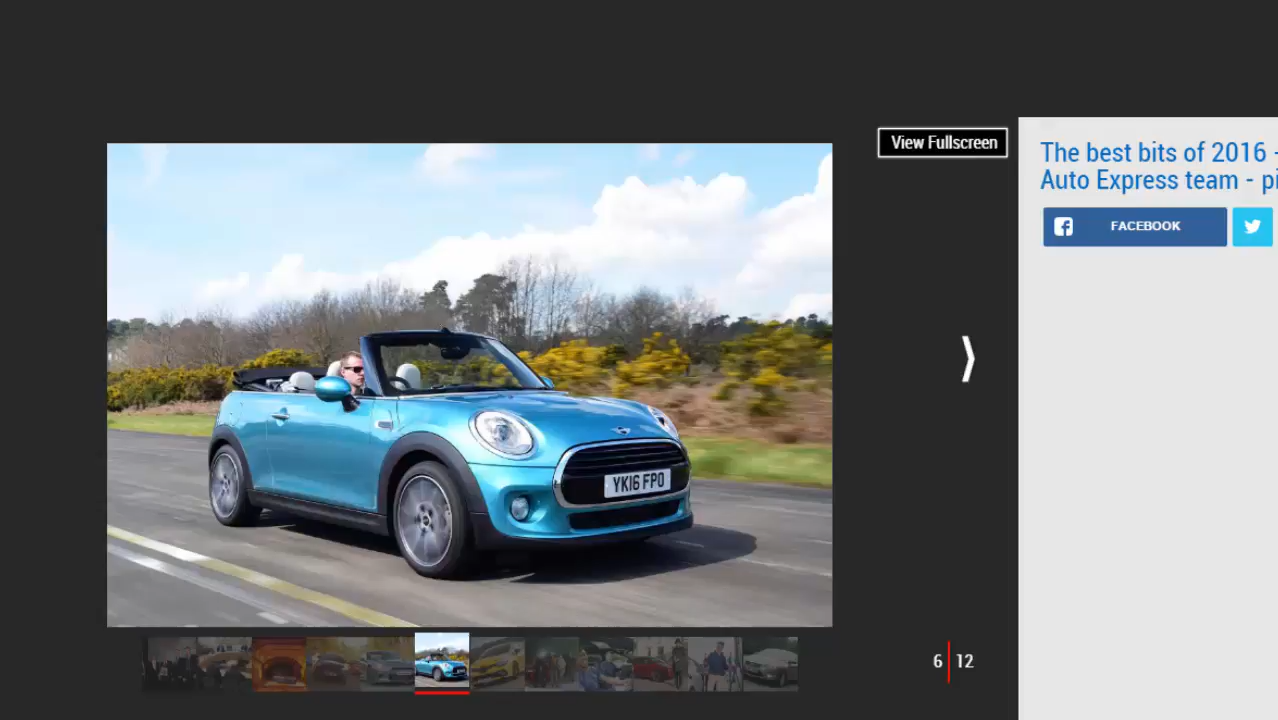 View Fullscreen
The best bits of 2016 -
Auto Express team - pi
FACEBOOK
YK16 FPO
6 | 12